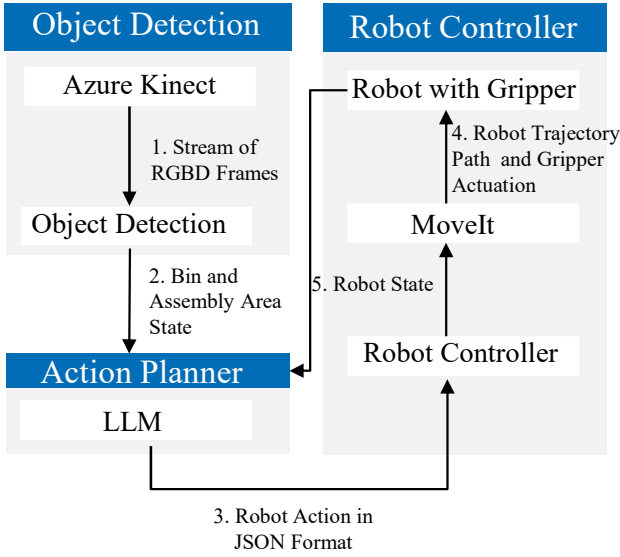 Object Detection
Azure Kinect
1. Stream of
RGBD Frames
Object Detection
2. Bin and
Assembly Area
State
Action Planner
LLM
3. Robot Action in
JSON Format
Robot Controller
Robot with Gripper
4. Robot Trajectory
Path and Gripper
Actuation
MoveIt
5. Robot State
Robot Controller